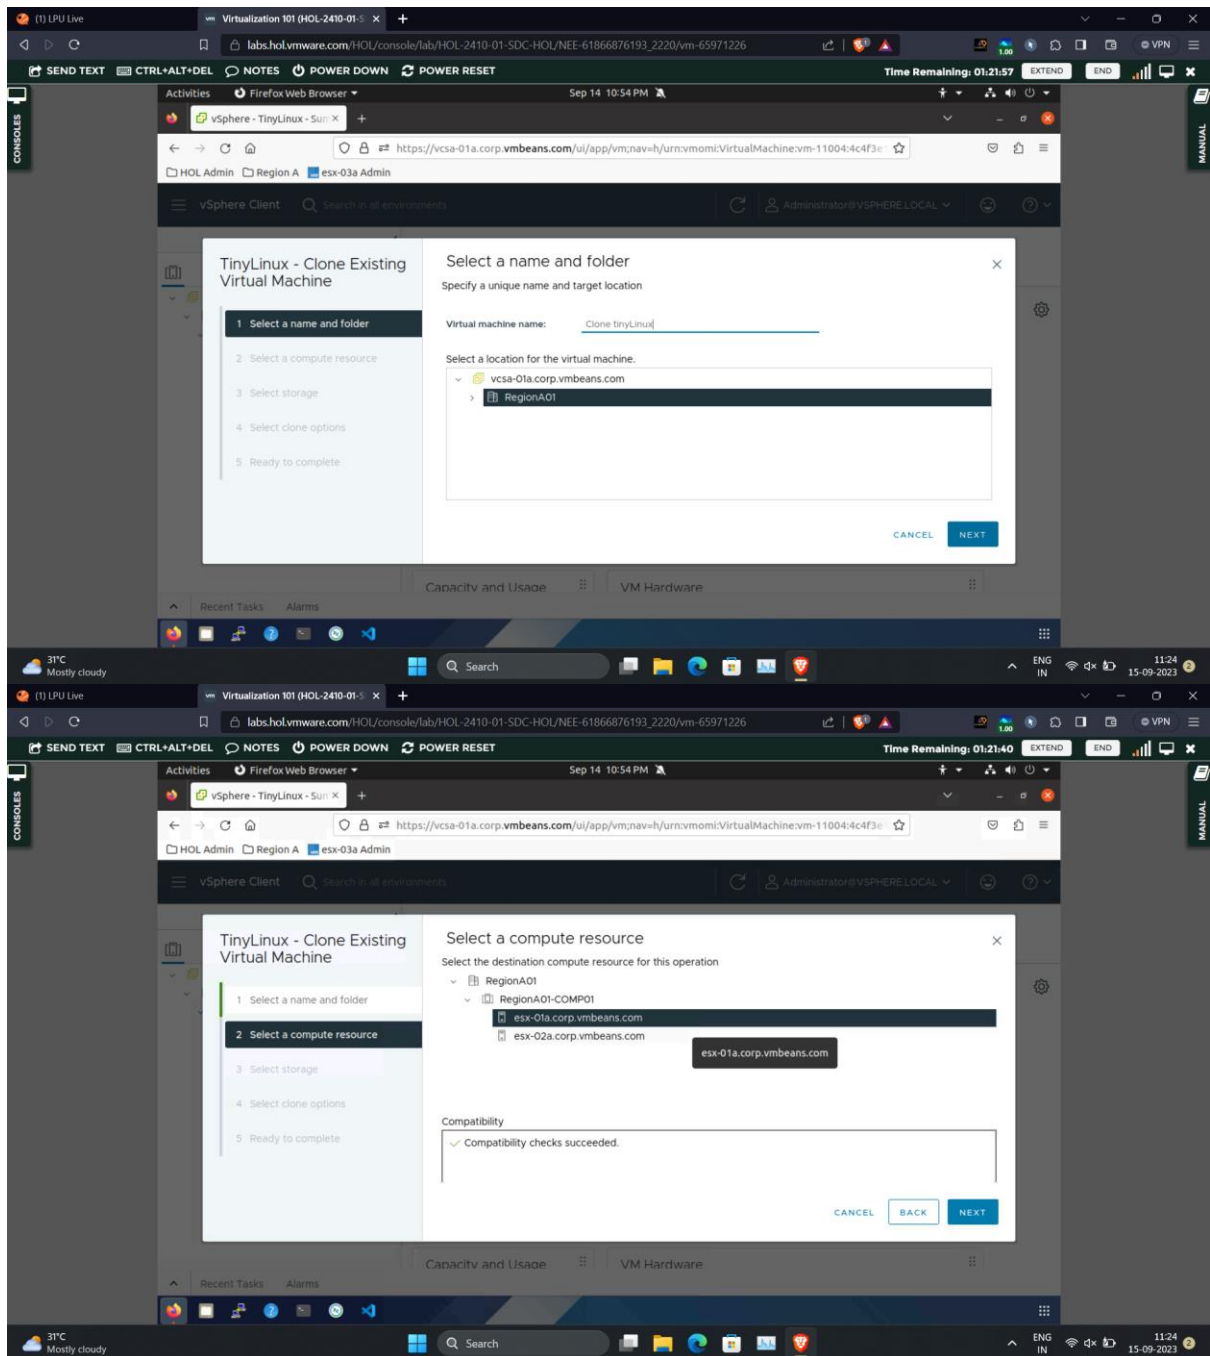 (1) LPU Live
vm Virtualization 101 (HOL-2410-01-S
labs.hol.vmware.com/HOL/console/lab/HOL-2410-01-SDC-HOL/NEE-61866876193_2220/vm-65971226
1.00
VPN
SEND TEXT CTRL+ALT+DEL NOTES POWER DOWN POWER RESET
Time Remaining: 01:21:57 EXTEND END
CONSOLES
MANUAL
Activities Firefox Web Browser Sep 14 10:54 PM
vSphere - TinyLinux - Sum
https://vcsa-01a.corp.vmbeans.com/ui/app/vm;nav=h/urn:vmomi:VirtualMachine:vm-11004:4c4f3e
HOL Admin Region A esx-03a Admin
vSphere Client Search in all environments Administrator@VSPHERE.LOCAL
TinyLinux - Clone Existing
Virtual Machine
1 Select a name and folder
2 Select a compute resource
3 Select storage
4 Select clone options
5 Ready to complete
Select a name and folder
Specify a unique name and target location
Virtual machine name: Clone tinyLinux
Select a location for the virtual machine.
vcsa-01a.corp.vmbeans.com
RegionA01
CANCEL NEXT
Capacity and Usage VM Hardware
Recent Tasks Alarms
31°C
Mostly cloudy
Search
ENG
IN
11:24
15-09-2023
2
(1) LPU Live
vm Virtualization 101 (HOL-2410-01-S
labs.hol.vmware.com/HOL/console/lab/HOL-2410-01-SDC-HOL/NEE-61866876193_2220/vm-65971226
1.00
VPN
SEND TEXT CTRL+ALT+DEL NOTES POWER DOWN POWER RESET
Time Remaining: 01:21:40 EXTEND END
CONSOLES
MANUAL
Activities Firefox Web Browser Sep 14 10:54 PM
vSphere - TinyLinux - Sum
https://vcsa-01a.corp.vmbeans.com/ui/app/vm;nav=h/urn:vmomi:VirtualMachine:vm-11004:4c4f3e
HOL Admin Region A esx-03a Admin
vSphere Client Search in all environments Administrator@VSPHERE.LOCAL
TinyLinux - Clone Existing
Virtual Machine
1 Select a name and folder
2 Select a compute resource
3 Select storage
4 Select clone options
5 Ready to complete
Select a compute resource
Select the destination compute resource for this operation
RegionA01
RegionA01-COMP01
esx-01a.corp.vmbeans.com
esx-02a.corp.vmbeans.com
esx-01a.corp.vmbeans.com
Compatibility
Compatibility checks succeeded.
CANCEL BACK NEXT
Capacity and Usage VM Hardware
Recent Tasks Alarms
31°C
Mostly cloudy
Search
ENG
IN
11:24
15-09-2023
2